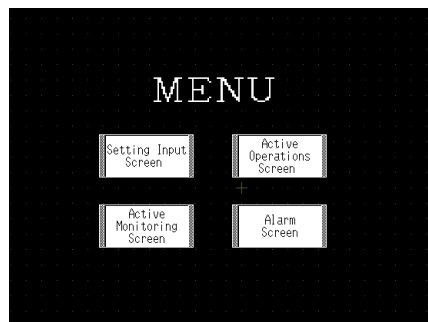 MENU
Setting Input
Screen
Active
Operations
Screen
Active
Monitoring
Screen
Alarm
Screen